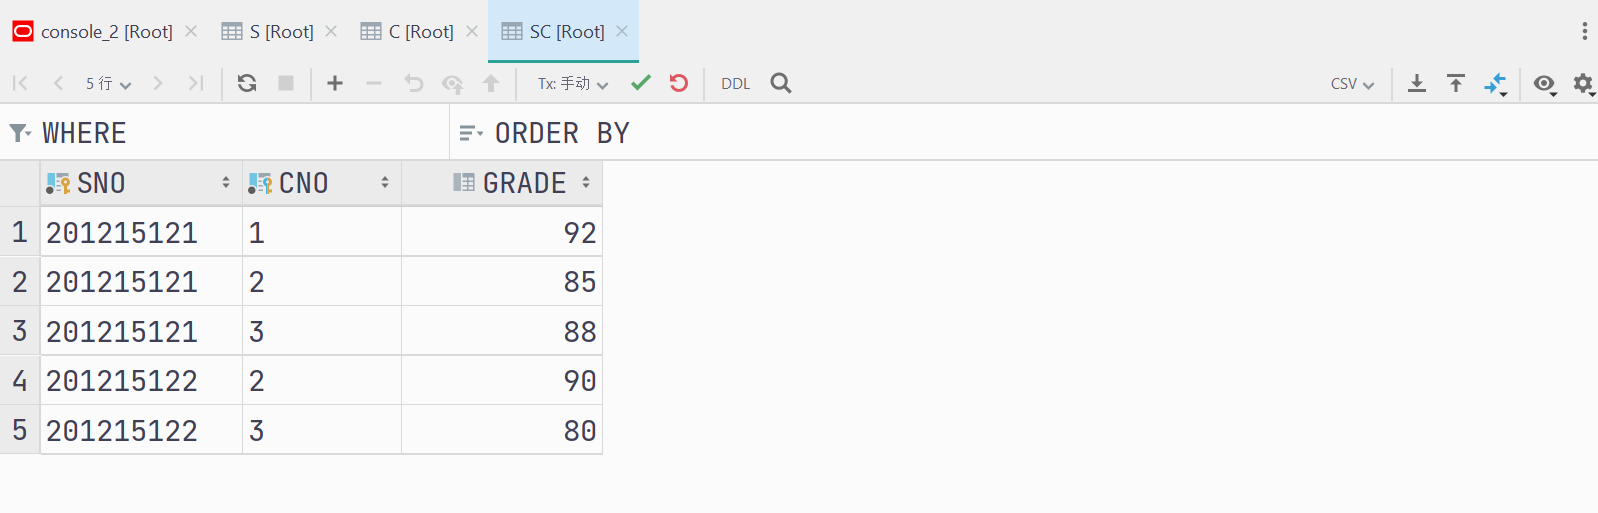 console_2 [Root] S [Root] C [Root] SC [Root]
5 行 Tx: 手动 DDL CSV
WHERE ORDER BY
SNO CNO GRADE
1 201215121 1 92
2 201215121 2 85
3 201215121 3 88
4 201215122 2 90
5 201215122 3 80